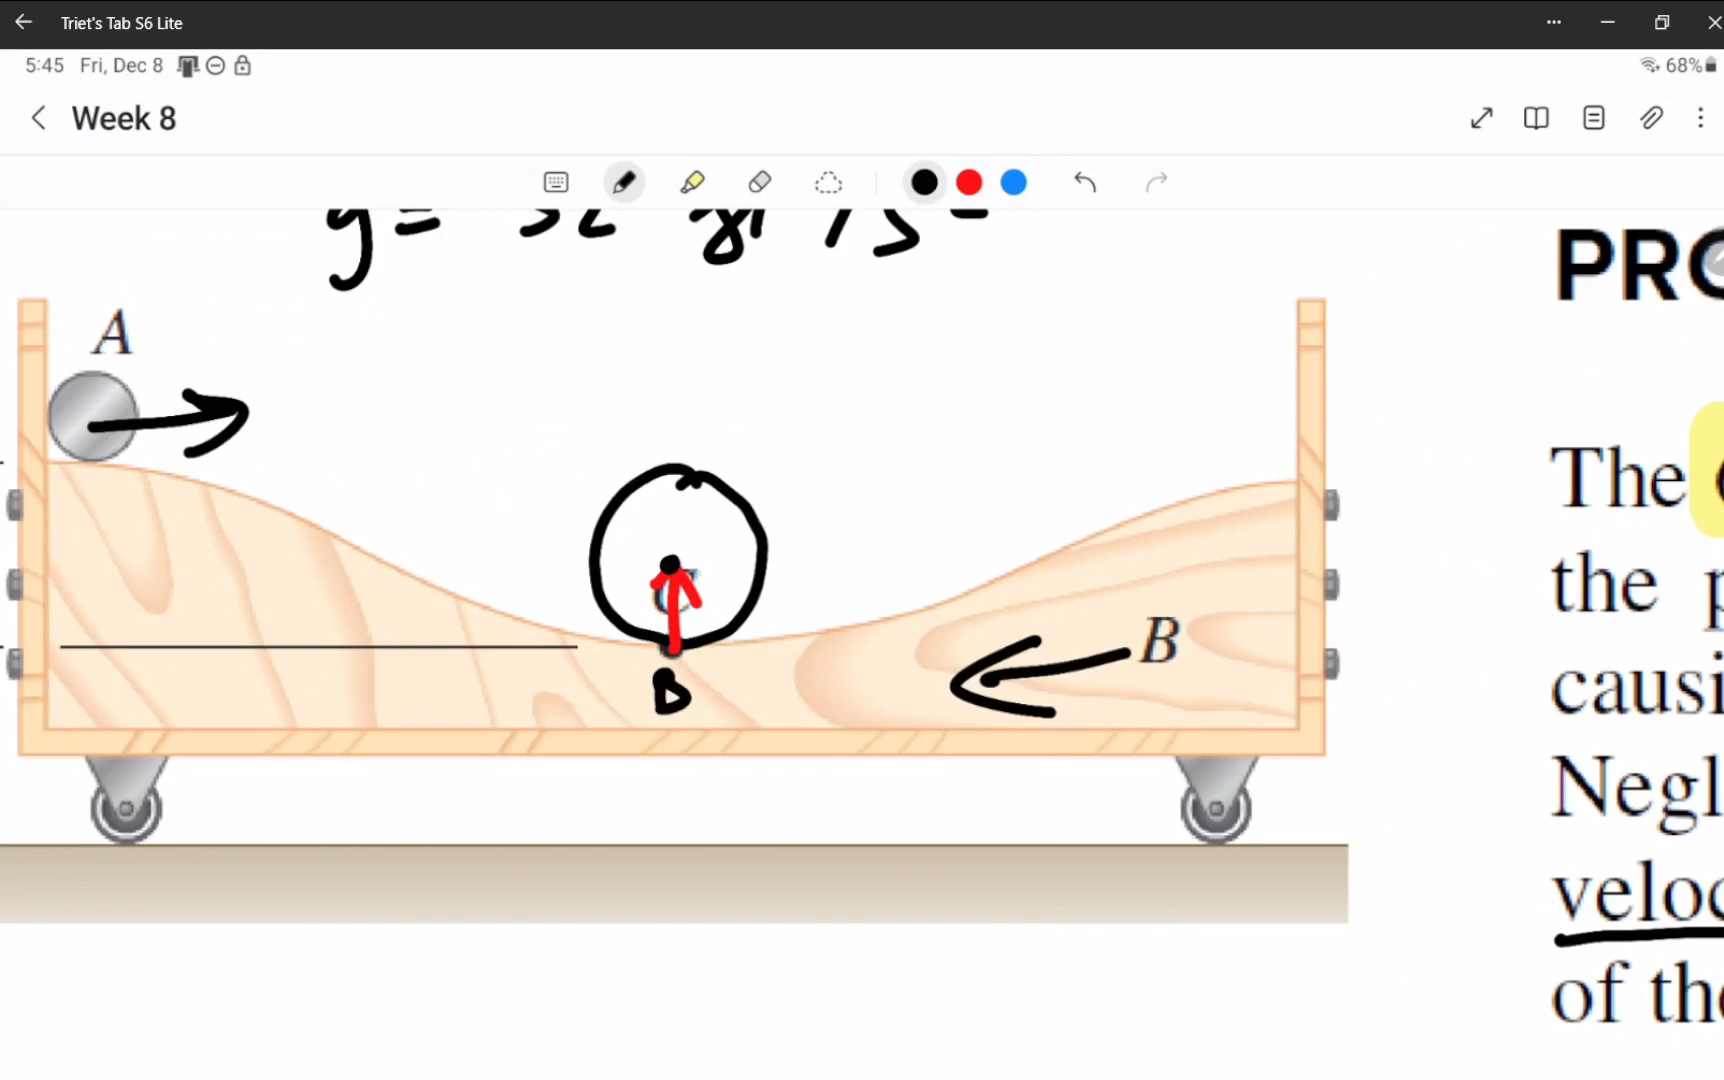 Triet's Tab S6 Lite
5:45 Fri, Dec 8
68%
Week 8
PRO
A
The
the p
causi
B
B
Negl
veloc
of the